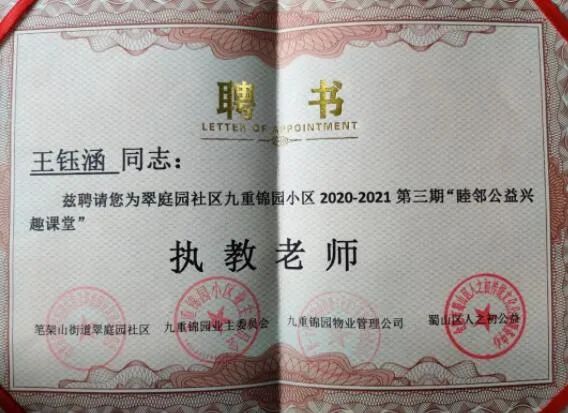 聘书
LETTER OF APPOINTMENT
王钰涵 同志：
兹聘请您为翠庭园社区九重锦园小区 2020-2021 第三期“睦邻公益兴
趣课堂”
执教老师
笔架山街道翠庭园社区 九重锦园业主委员会 九重锦园物业管理公司 蜀山区人之初公益